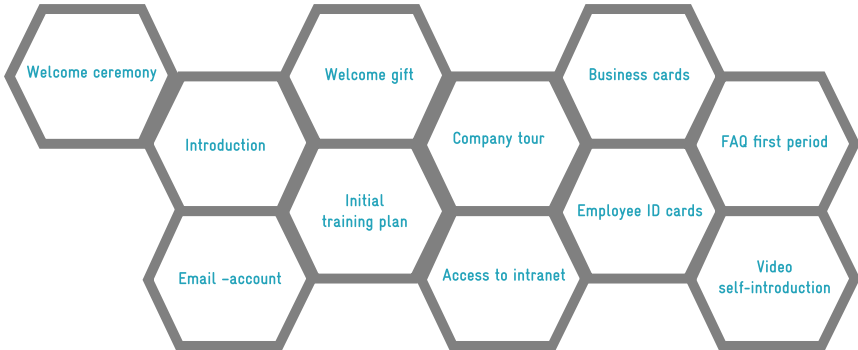 Welcome ceremony
Welcome gift
Business cards
Introduction
Company tour
FAQ first period
Initial
training plan
Employee ID cards
Email -account
Access to intranet
Video
self-introduction